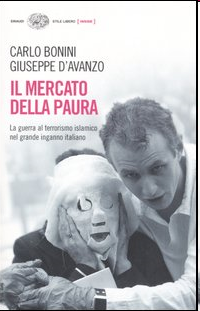 EINAUDI
STILE LIBERO [INSIDE]
CARLO BONINI
GIUSEPPE D'AVANZO
IL MERCATO
DELLA PAURA
La guerra al terrorismo islamico
nel grande inganno italiano